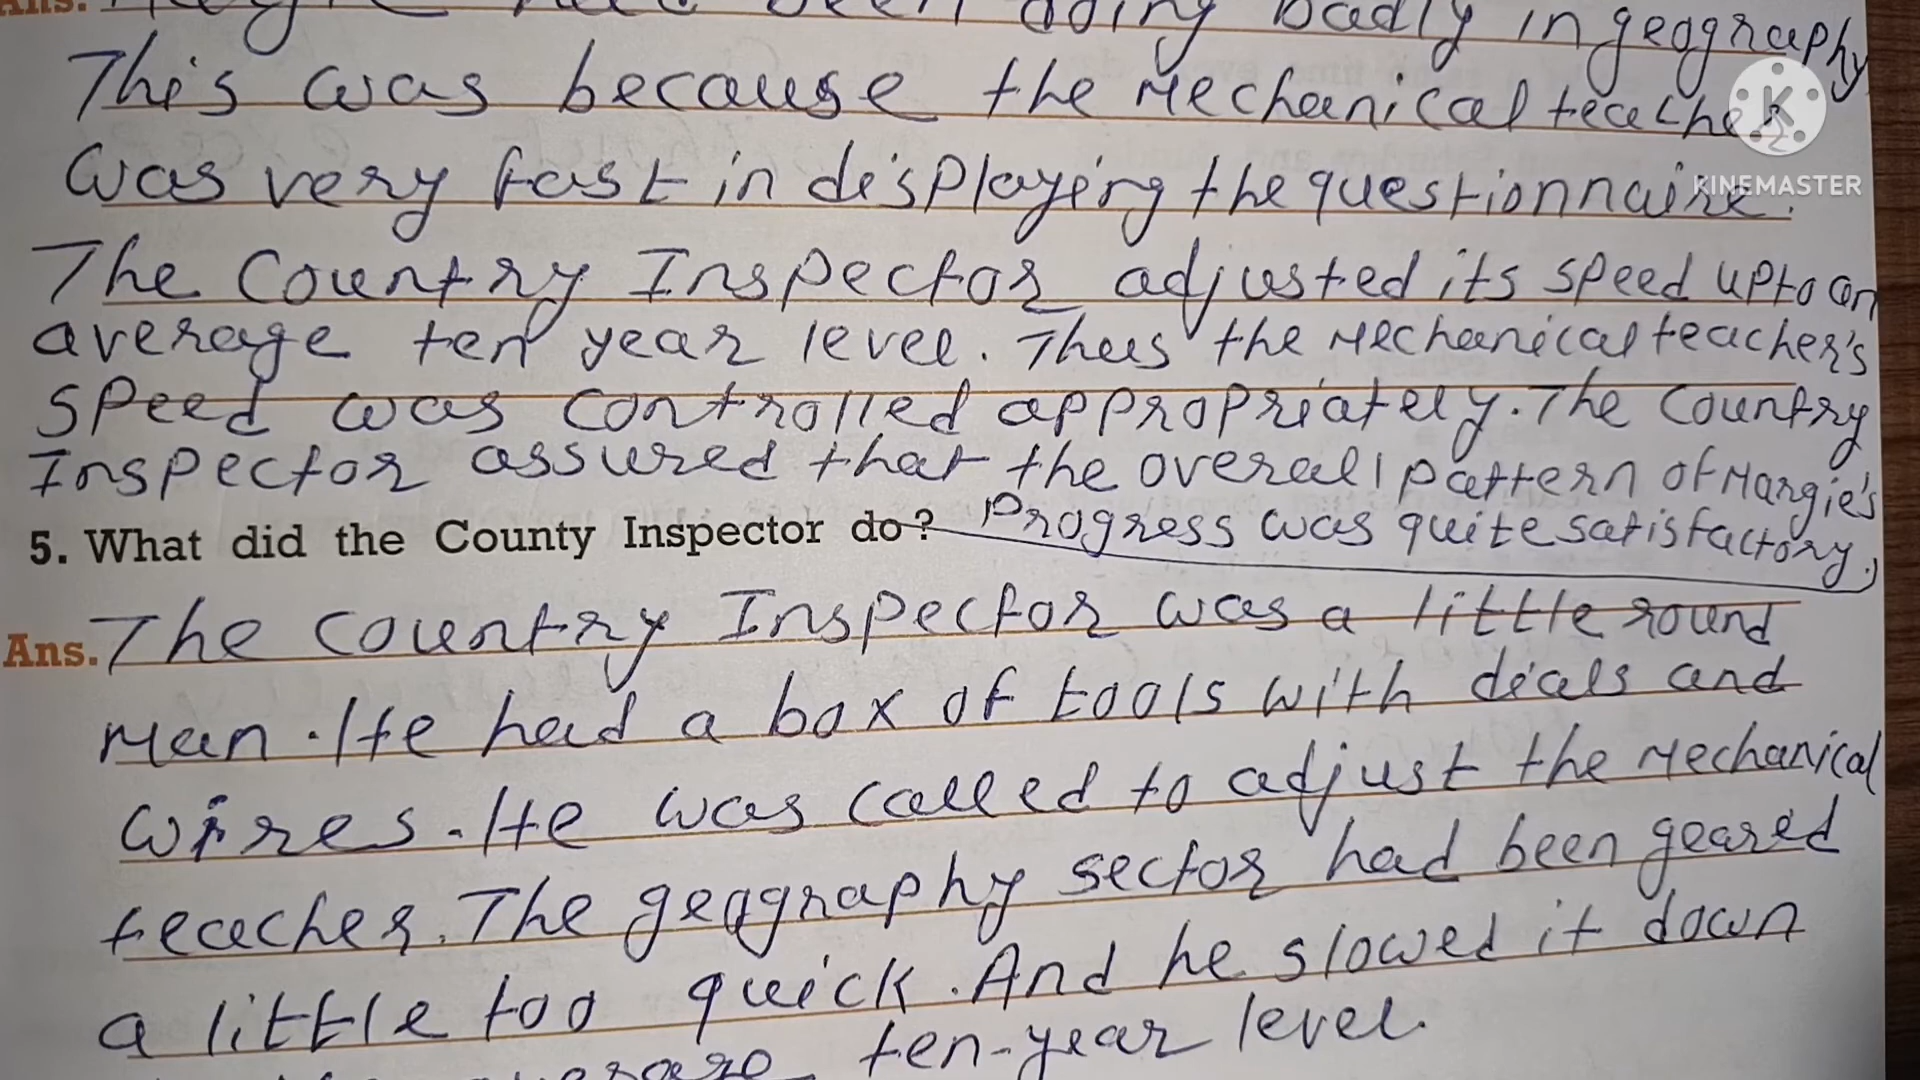 Ans. been doing badly in geography
This was because the Mechanical teacher
was very fast in displaying the questionnaire.
KINEMASTER
The Country Inspector adjusted its speed upto an
average ten year level. Thus the Mechanical teacher's
speed was controlled appropriately. The Country
Inspector assured that the overall pattern of Margie's
Progress was quite satisfactory.
5. What did the County Inspector do?
Ans. The Country Inspector was a little round
Man. He had a box of tools with dials and
wires. He was called to adjust the Mechanical
teacher. The geography sector had been geared
a little too quick. And he slowed it down
ten-year level.